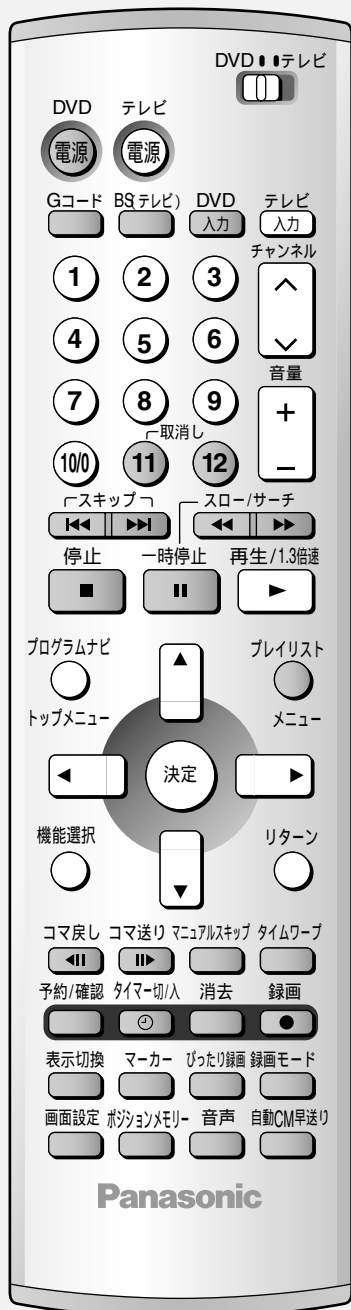 DVD テレビ
DVD テレビ
電源 電源
Gコード BS(テレビ) DVD テレビ
入力 入力
チャンネル
1 2 3
4 5 6
音量
7 8 9
+
取消し
10/0 11 12
−
スキップ スロー/サーチ
停止 一時停止 再生/1.3倍速
プログラムナビ プレイリスト
トップメニュー メニュー
決定
機能選択 リターン
コマ戻し コマ送り マニュアルスキップ タイムワープ
予約/確認 タイマー切/入 消去 録画
表示切換 マーカー ぴったり録画 録画モード
画面設定 ポジションメモリー 音声 自動CM早送り
Panasonic